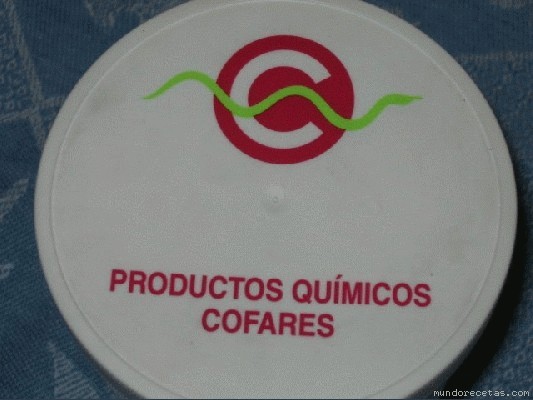 PRODUCTOS QUÍMICOS
COFARES
mundorecetas.com